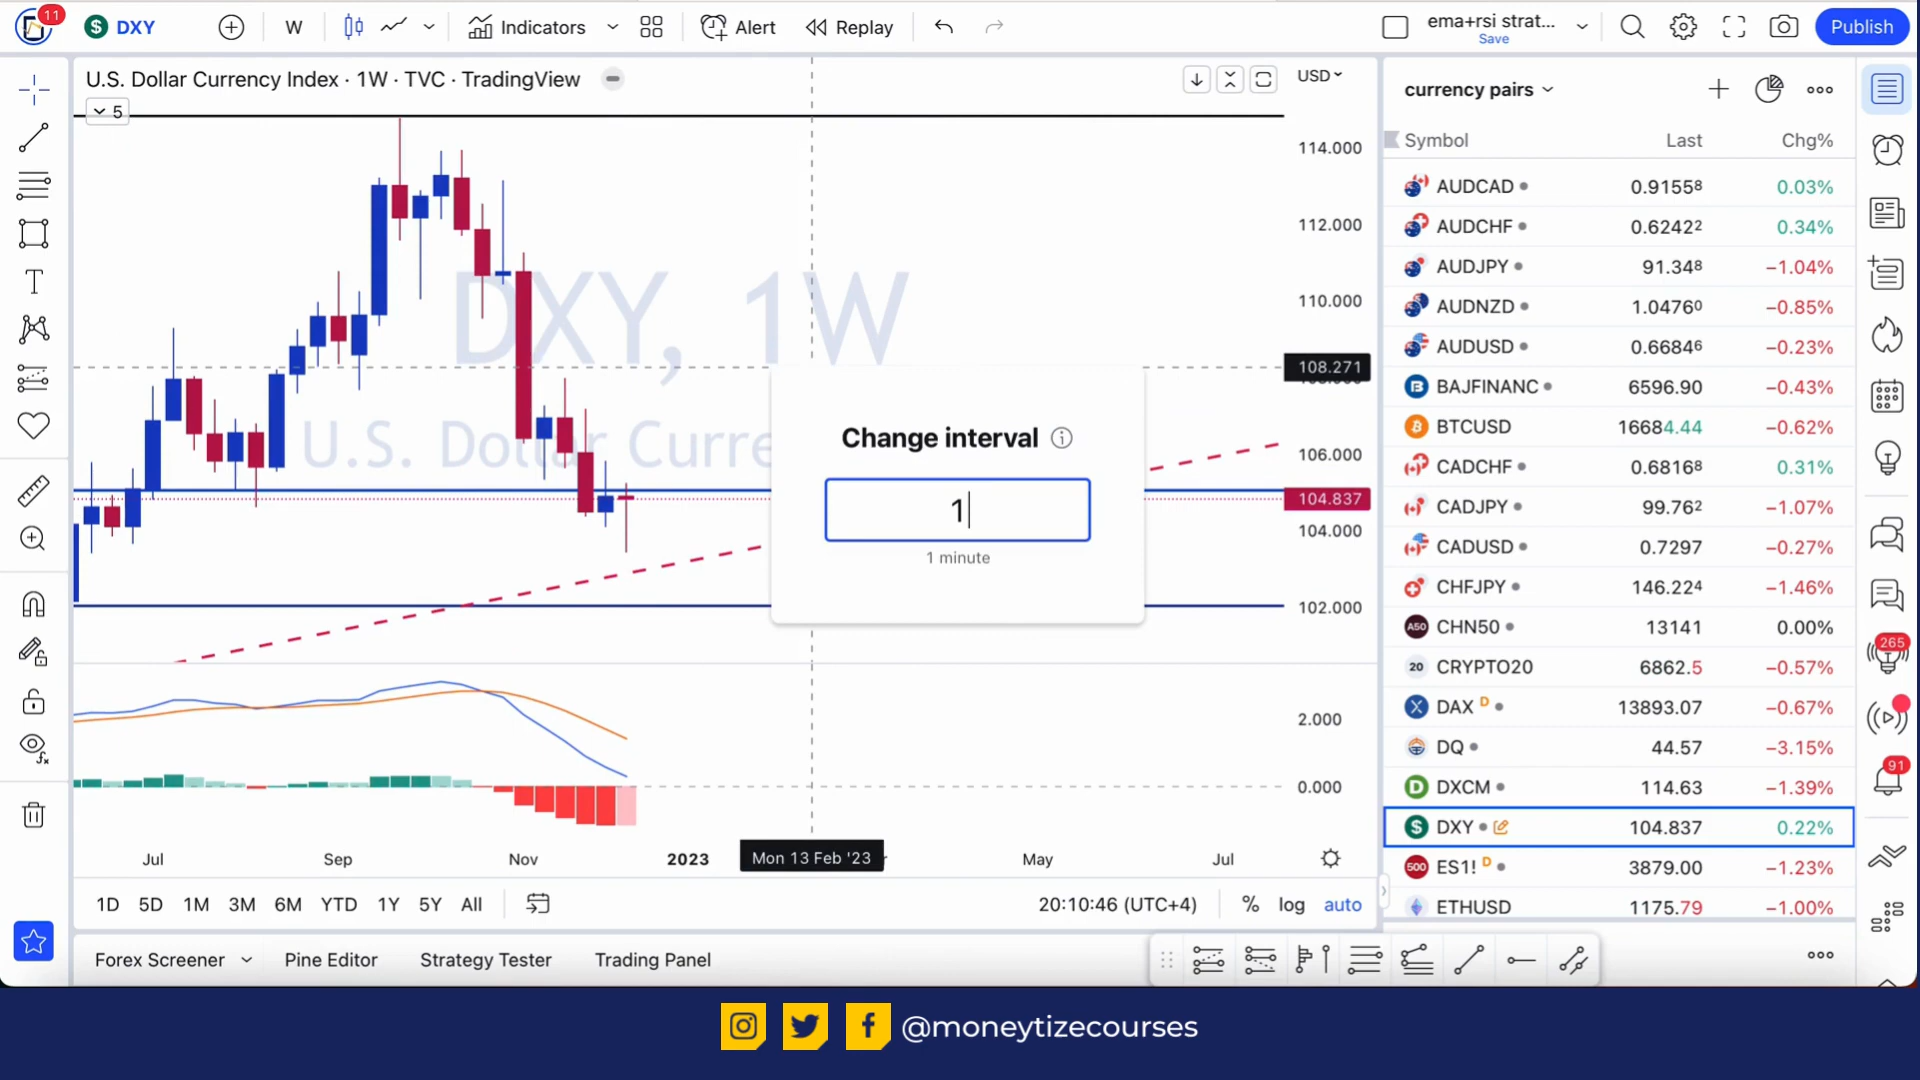 11
$ DXY
W
Indicators
Alert
Replay
ema+rsi strat...
Save
Publish
U.S. Dollar Currency Index · 1W · TVC · TradingView
5
USD
DXY, 1W
U.S. Dollar Curre
114.000
112.000
110.000
108.271
106.000
104.837
104.000
102.000
2.000
0.000
Change interval
1
1 minute
Jul
Sep
Nov
2023
Mon 13 Feb '23
May
Jul
1D 5D 1M 3M 6M YTD 1Y 5Y All
20:10:46 (UTC+4)
% log auto
Forex Screener
Pine Editor
Strategy Tester
Trading Panel
currency pairs
Symbol Last Chg%
AUDCAD 0.91558 0.03%
AUDCHF 0.62422 0.34%
AUDJPY 91.348 −1.04%
AUDNZD 1.04760 −0.85%
AUDUSD 0.66846 −0.23%
BAJFINANC 6596.90 −0.43%
BTCUSD 16684.44 −0.62%
CADCHF 0.68168 0.31%
CADJPY 99.762 −1.07%
CADUSD 0.7297 −0.27%
CHFJPY 146.224 −1.46%
A50 CHN50 13141 0.00%
20 CRYPTO20 6862.5 −0.57%
DAX D 13893.07 −0.67%
DQ 44.57 −3.15%
D DXCM 114.63 −1.39%
$ DXY 104.837 0.22%
500 ES1! D 3879.00 −1.23%
ETHUSD 1175.79 −1.00%
265
91
@moneytizecourses